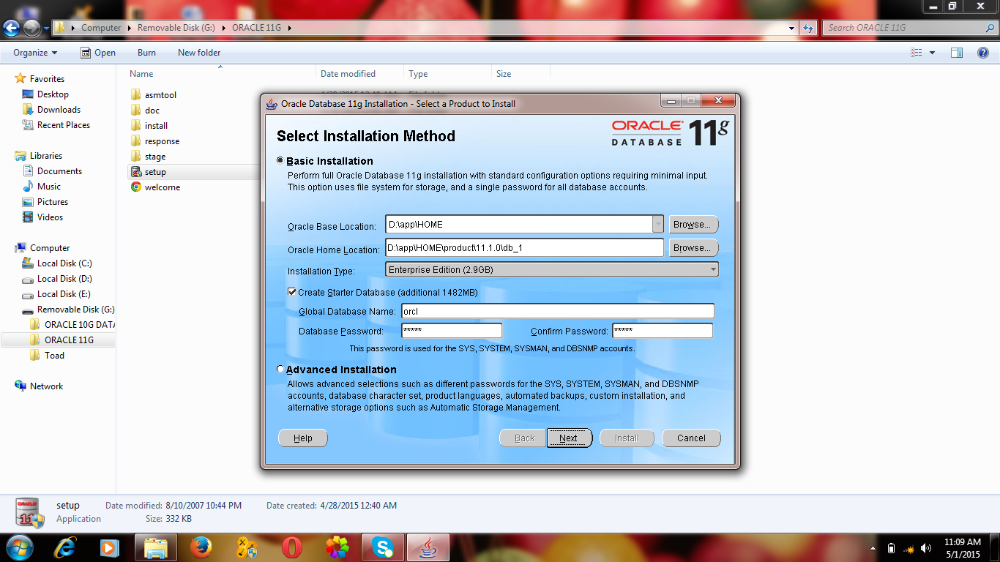 Computer
Removable Disk (G:)
ORACLE 11G
Search ORACLE 11G
Organize
Open
Burn
New folder
Favorites
Desktop
Downloads
Recent Places
Libraries
Documents
Music
Pictures
Videos
Computer
Local Disk (C:)
Local Disk (D:)
Local Disk (E:)
Removable Disk (G:)
ORACLE 10G DATA
ORACLE 11G
Toad
Network
Name
Date modified
Type
Size
asmtool
doc
install
response
stage
setup
welcome
Oracle Database 11g Installation - Select a Product to Install
Select Installation Method
ORACLE
DATABASE
11g
Basic Installation
Perform full Oracle Database 11g installation with standard configuration options requiring minimal input.
This option uses file system for storage, and a single password for all database accounts.
Oracle Base Location:
D:\app\HOME
Browse...
Oracle Home Location:
D:\app\HOME\product\11.1.0\db_1
Browse...
Installation Type:
Enterprise Edition (2.9GB)
Create Starter Database (additional 1482MB)
Global Database Name:
orcl
Database Password:
*****
Confirm Password:
*****
This password is used for the SYS, SYSTEM, SYSMAN, and DBSNMP accounts.
Advanced Installation
Allows advanced selections such as different passwords for the SYS, SYSTEM, SYSMAN, and DBSNMP
accounts, database character set, product languages, automated backups, custom installation, and
alternative storage options such as Automatic Storage Management.
Help
Back
Next
Install
Cancel
setup
Date modified: 8/10/2007 10:44 PM
Date created: 4/28/2015 12:40 AM
Application
Size: 332 KB
11:09 AM
5/1/2015